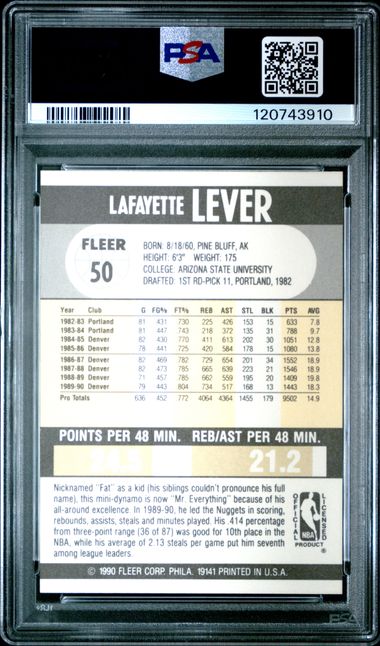 PSA
120743910
LAFAYETTE LEVER
FLEER
50
BORN: 8/18/60, PINE BLUFF, AK
HEIGHT: 6'3" WEIGHT: 175
COLLEGE: ARIZONA STATE UNIVERSITY
DRAFTED: 1ST RD-PICK 11, PORTLAND, 1982
Year Club G FG% FT% REB AST STL BLK PTS AVG
1982-83 Portland 81 431 730 225 426 153 15 633 7.8
1983-84 Portland 81 447 743 218 372 135 31 788 9.7
1984-85 Denver 82 430 770 411 613 202 30 1051 12.8
1985-86 Denver 78 441 725 420 584 178 15 1080 13.8
1986-87 Denver 82 469 782 729 654 201 34 1552 18.9
1987-88 Denver 82 473 785 665 639 223 21 1546 18.9
1988-89 Denver 71 457 785 662 559 195 20 1409 19.8
1989-90 Denver 79 443 804 734 517 168 13 1443 18.3
Pro Totals 636 452 772 4064 4364 1455 179 9502 14.9
POINTS PER 48 MIN. REB/AST PER 48 MIN.
21.2
Nicknamed "Fat" as a kid (his siblings couldn't pronounce his full
name), this mini-dynamo is now "Mr. Everything" because of his
all-around excellence. In 1989-90, he led the Nuggets in scoring,
rebounds, assists, steals and minutes played. His .414 percentage
from three-point range (36 of 87) was good for 10th place in the
NBA, while his average of 2.13 steals per game put him seventh
among league leaders.
OFFICIAL LICENSED
NBA
PRODUCT
®
© 1990 FLEER CORP. PHILA. 19141 PRINTED IN U.S.A.
PSA